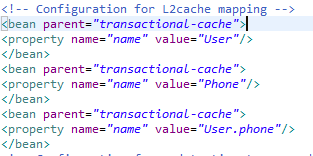 <!-- Configuration for L2cache mapping -->
<bean parent="transactional-cache">
<property name="name" value="User"/>
</bean>
<bean parent="transactional-cache">
<property name="name" value="Phone"/>
</bean>
<bean parent="transactional-cache">
<property name="name" value="User.phone"/>
</bean>